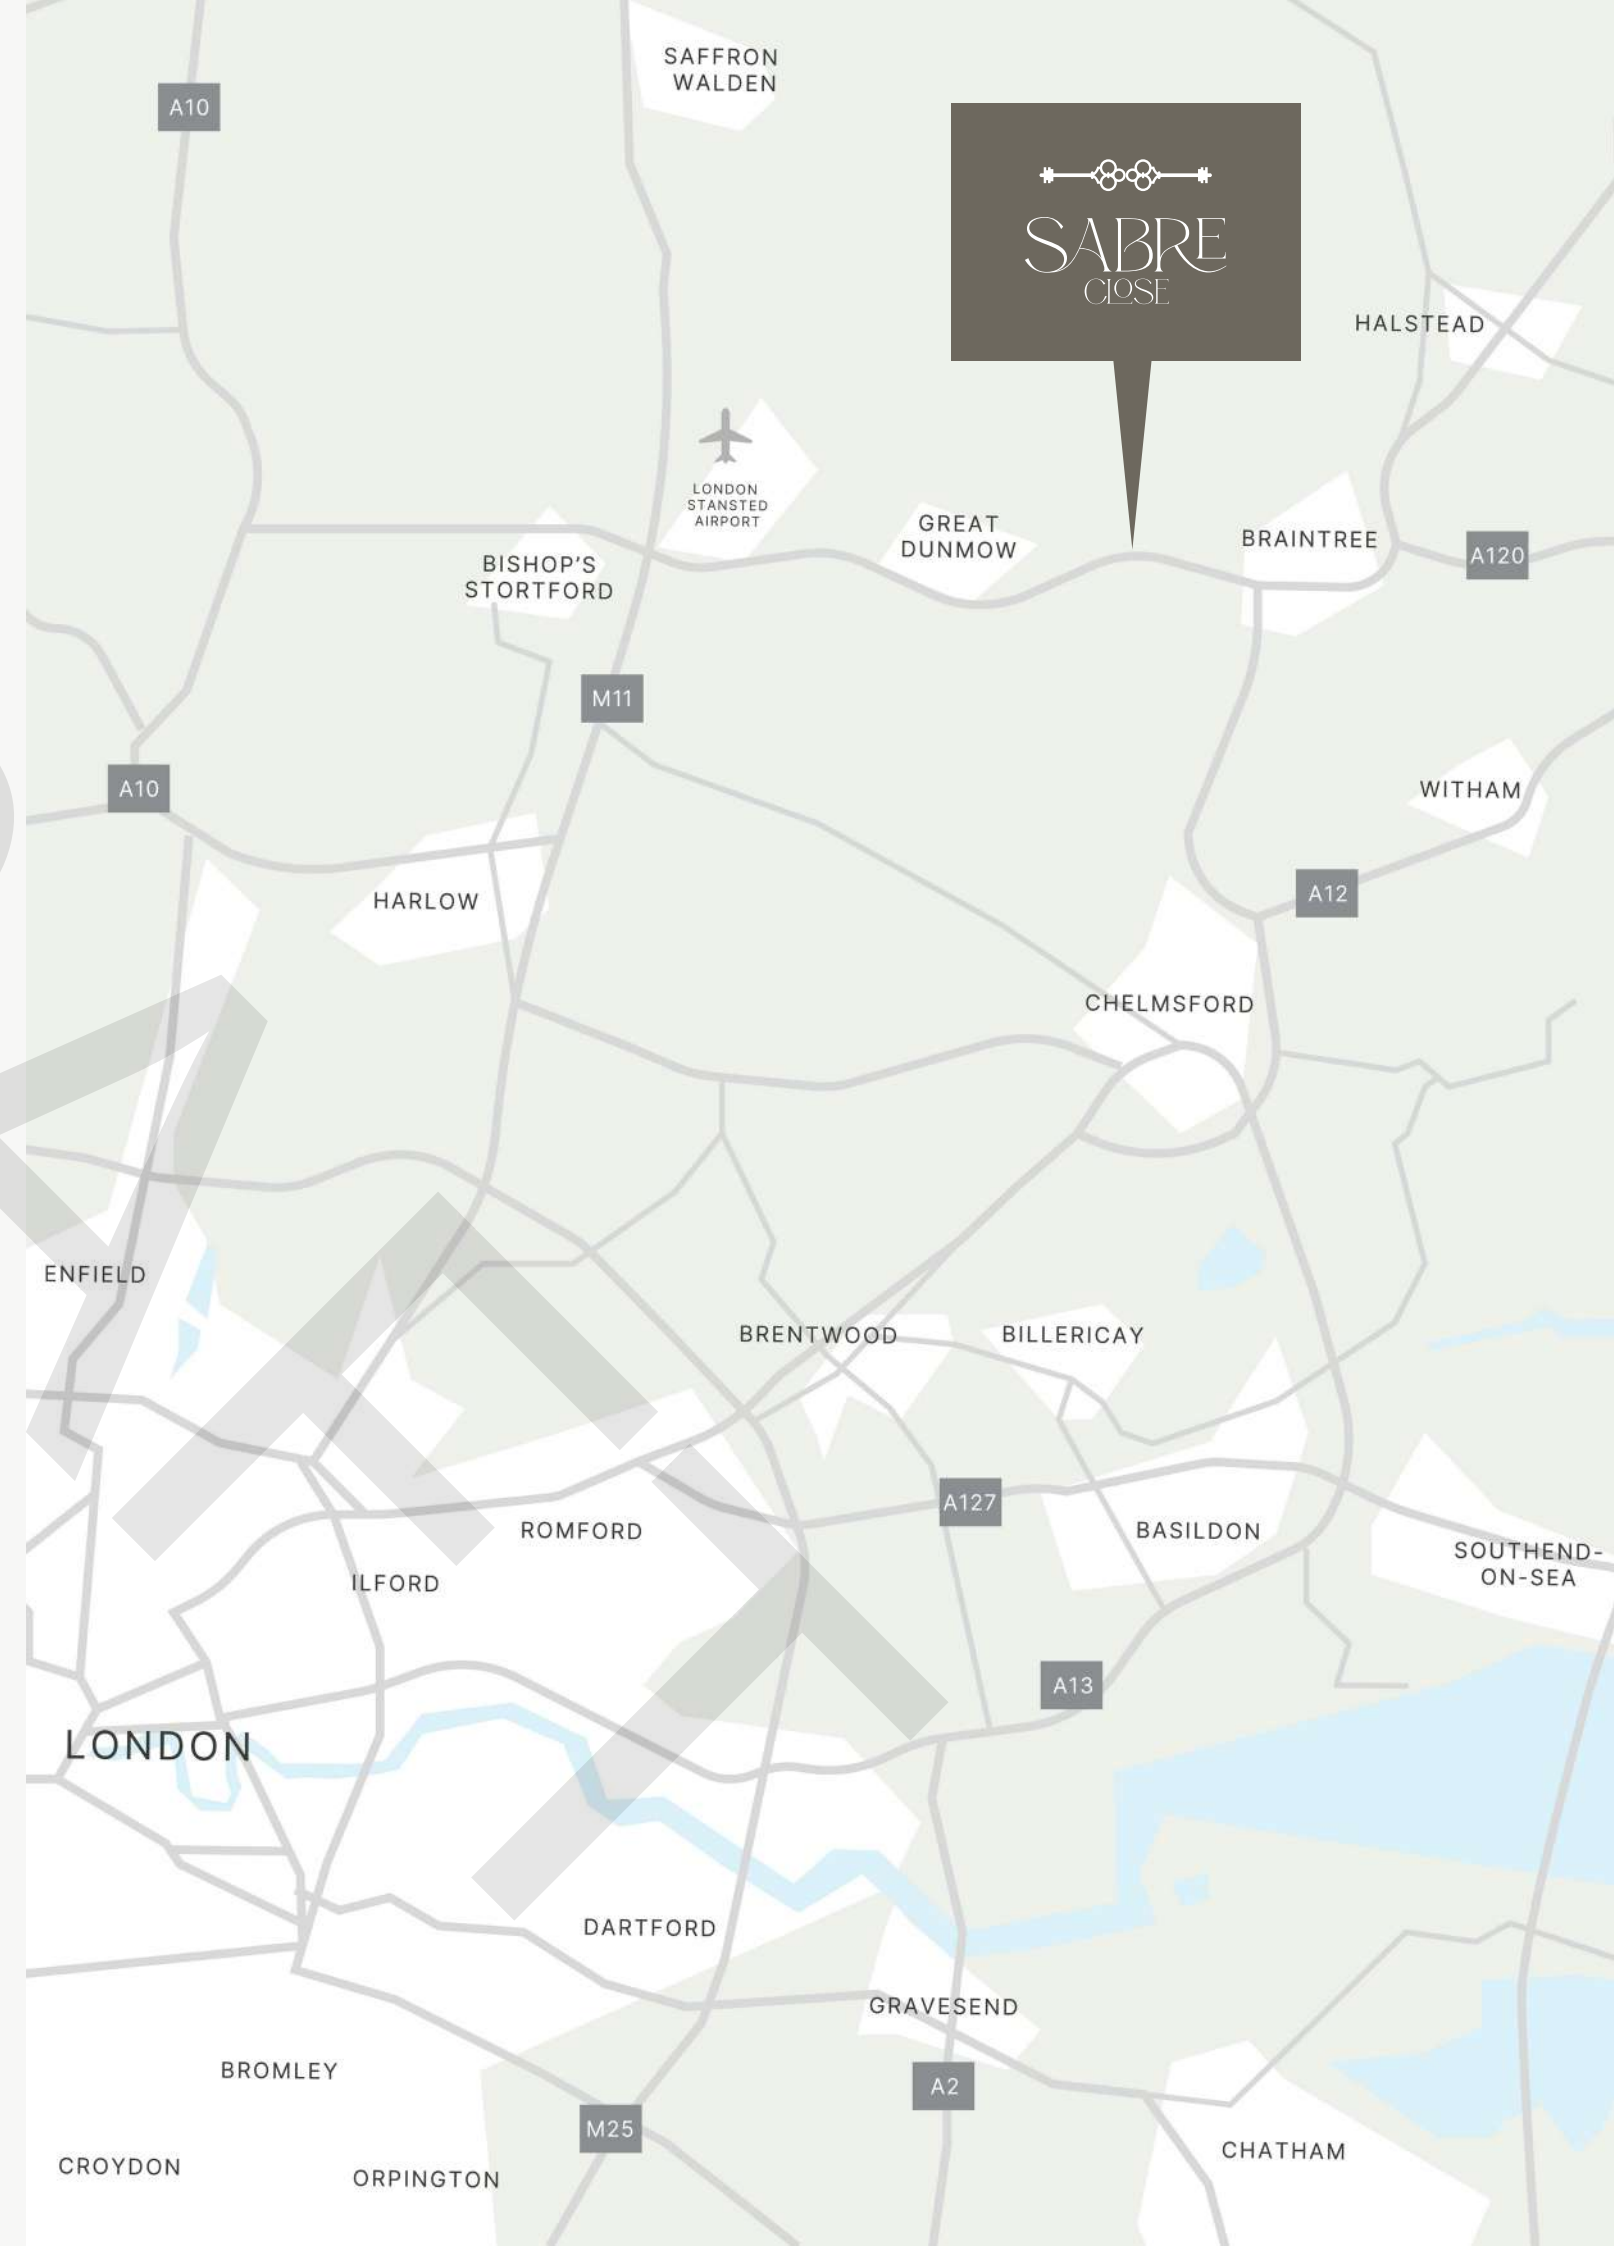 SAFFRON
WALDEN
A10
SABRE
CLOSE
HALSTEAD
LONDON
STANSTED
AIRPORT
GREAT
DUNMOW
BRAINTREE
A120
BISHOP'S
STORTFORD
M11
A10
WITHAM
A12
HARLOW
CHELMSFORD
ENFIELD
BRENTWOOD
BILLERICAY
A127
ROMFORD
BASILDON
SOUTHEND-
ON-SEA
ILFORD
A13
LONDON
DARTFORD
GRAVESEND
BROMLEY
A2
M25
CROYDON
ORPINGTON
CHATHAM